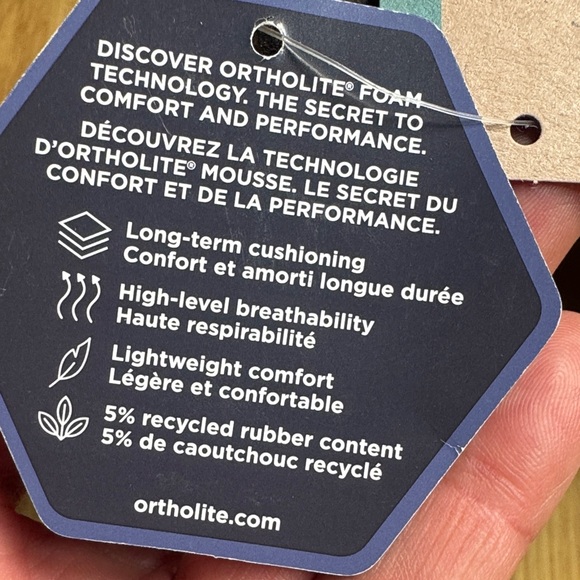 DISCOVER ORTHOLITE® FOAM
TECHNOLOGY. THE SECRET TO
COMFORT AND PERFORMANCE.
DÉCOUVREZ LA TECHNOLOGIE
D'ORTHOLITE® MOUSSE. LE SECRET DU
CONFORT ET DE LA PERFORMANCE.
Long-term cushioning
Confort et amorti longue durée
High-level breathability
Haute respirabilité
Lightweight comfort
Légère et confortable
5% recycled rubber content
5% de caoutchouc recyclé
ortholite.com